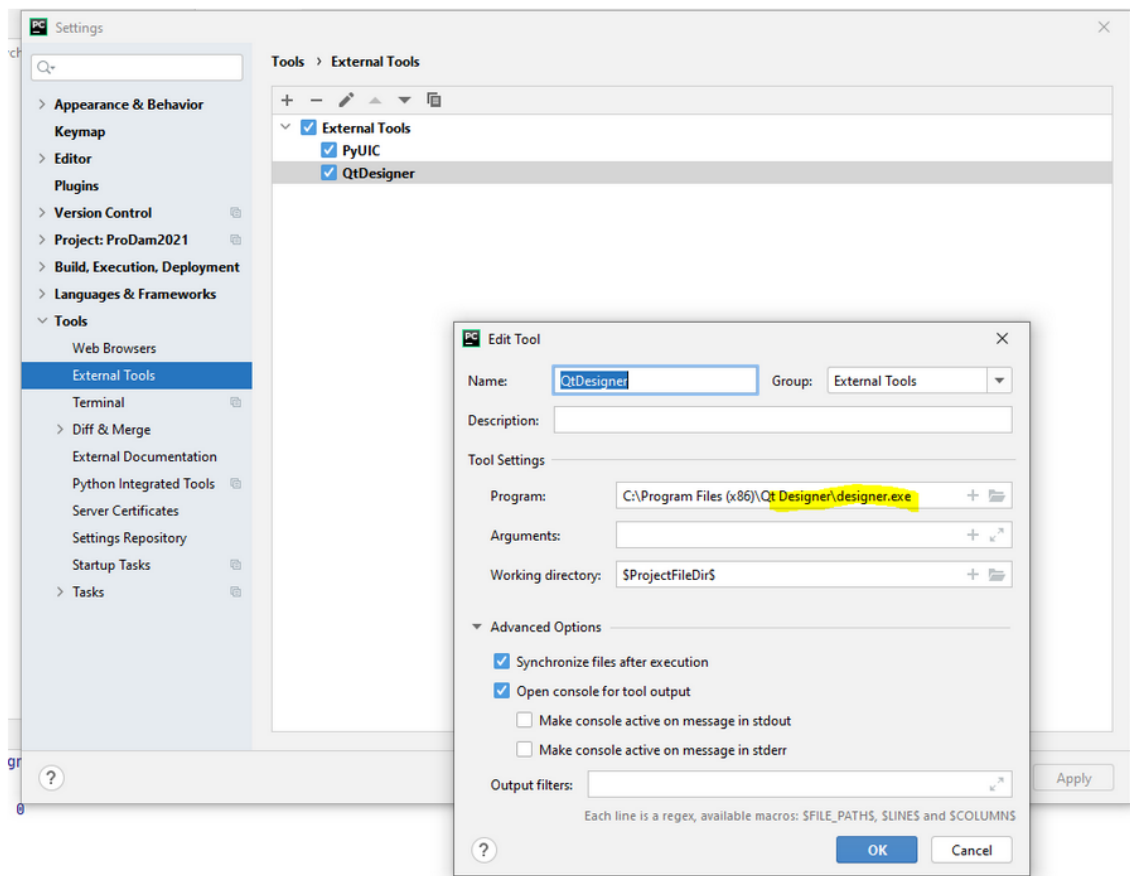 PC Settings
Tools > External Tools
Appearance & Behavior
Keymap
Editor
Plugins
Version Control
Project: ProDam2021
Build, Execution, Deployment
Languages & Frameworks
Tools
Web Browsers
External Tools
Terminal
Diff & Merge
External Documentation
Python Integrated Tools
Server Certificates
Settings Repository
Startup Tasks
Tasks
External Tools
PyUIC
QtDesigner
PC Edit Tool
Name: QtDesigner Group: External Tools
Description:
Tool Settings
Program: C:\Program Files (x86)\Qt Designer\designer.exe
Arguments:
Working directory: $ProjectFileDir$
Advanced Options
Synchronize files after execution
Open console for tool output
Make console active on message in stdout
Make console active on message in stderr
Output filters:
Each line is a regex, available macros: $FILE_PATH$, $LINE$ and $COLUMN$
? OK Cancel
? Apply
gr
0